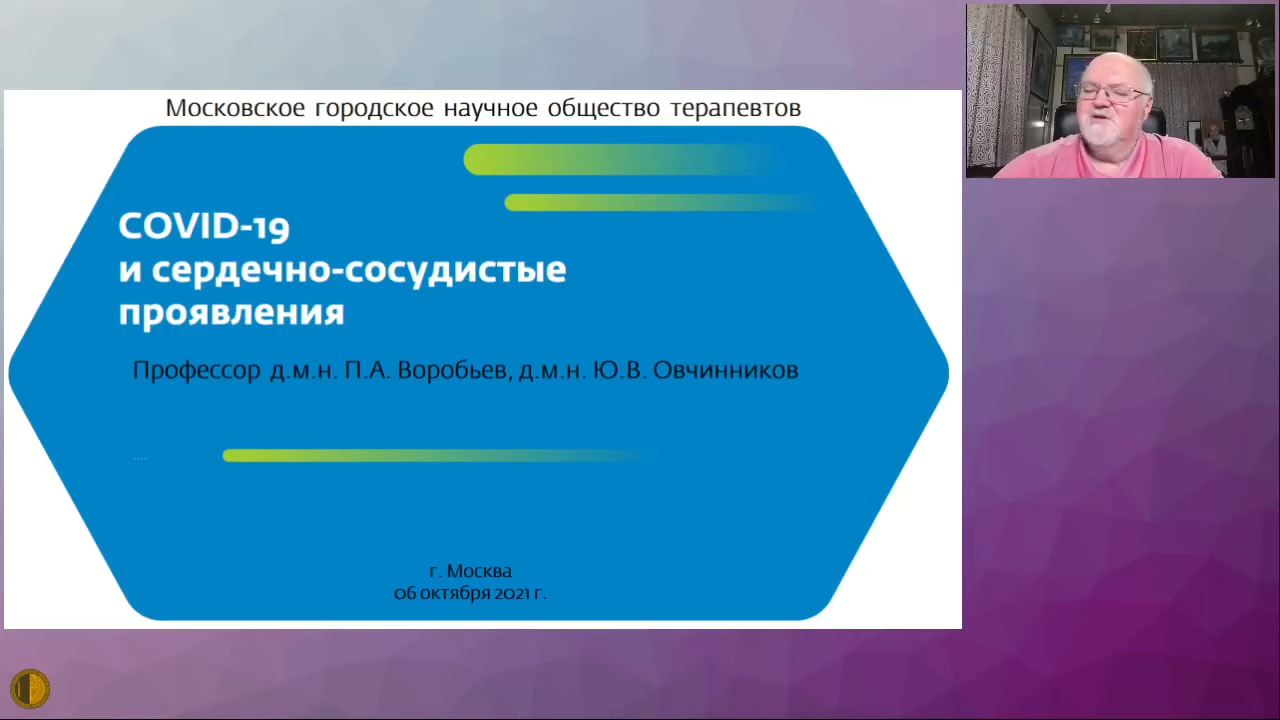 Московское городское научное общество терапевтов
COVID-19
и сердечно-сосудистые
проявления
Профессор д.м.н. П.А. Воробьев, д.м.н. Ю.В. Овчинников
....
г. Москва
06 октября 2021 г.